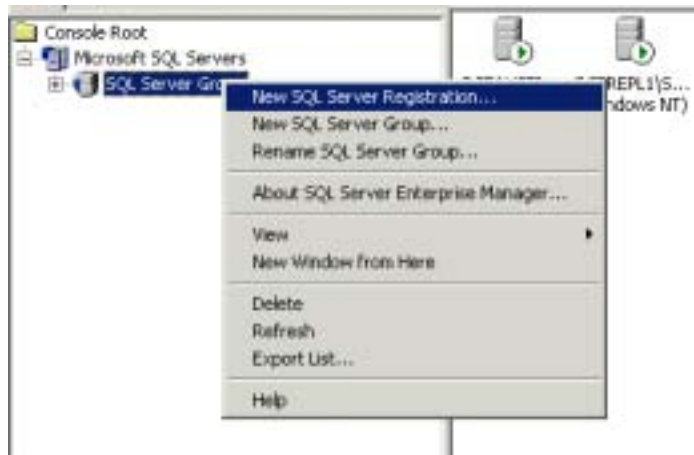 Console Root
Microsoft SQL Servers
SQL Server Gro
New SQL Server Registration...
New SQL Server Group...
Rename SQL Server Group...
About SQL Server Enterprise Manager...
View
New Window from Here
Delete
Refresh
Export List...
Help
REPL1\S...
ndows NT)